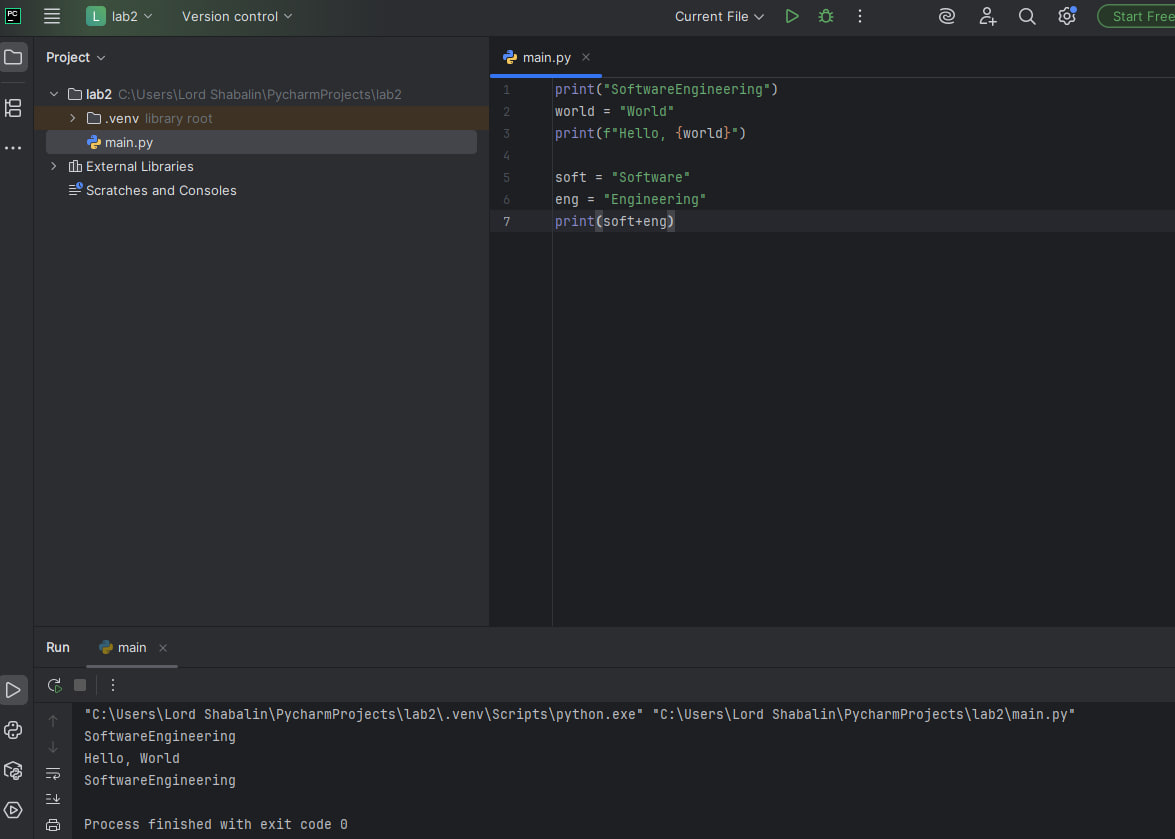 PC L lab2 Version control Current File Start Free
Project
main.py
lab2 C:\Users\Lord Shabalin\PycharmProjects\lab2
.venv library root
main.py
External Libraries
Scratches and Consoles
1 print("SoftwareEngineering")
2 world = "World"
3 print(f"Hello, {world}")
4
5 soft = "Software"
6 eng = "Engineering"
7 print(soft+eng)
Run main
"C:\Users\Lord Shabalin\PycharmProjects\lab2\.venv\Scripts\python.exe" "C:\Users\Lord Shabalin\PycharmProjects\lab2\main.py"
SoftwareEngineering
Hello, World
SoftwareEngineering
Process finished with exit code 0